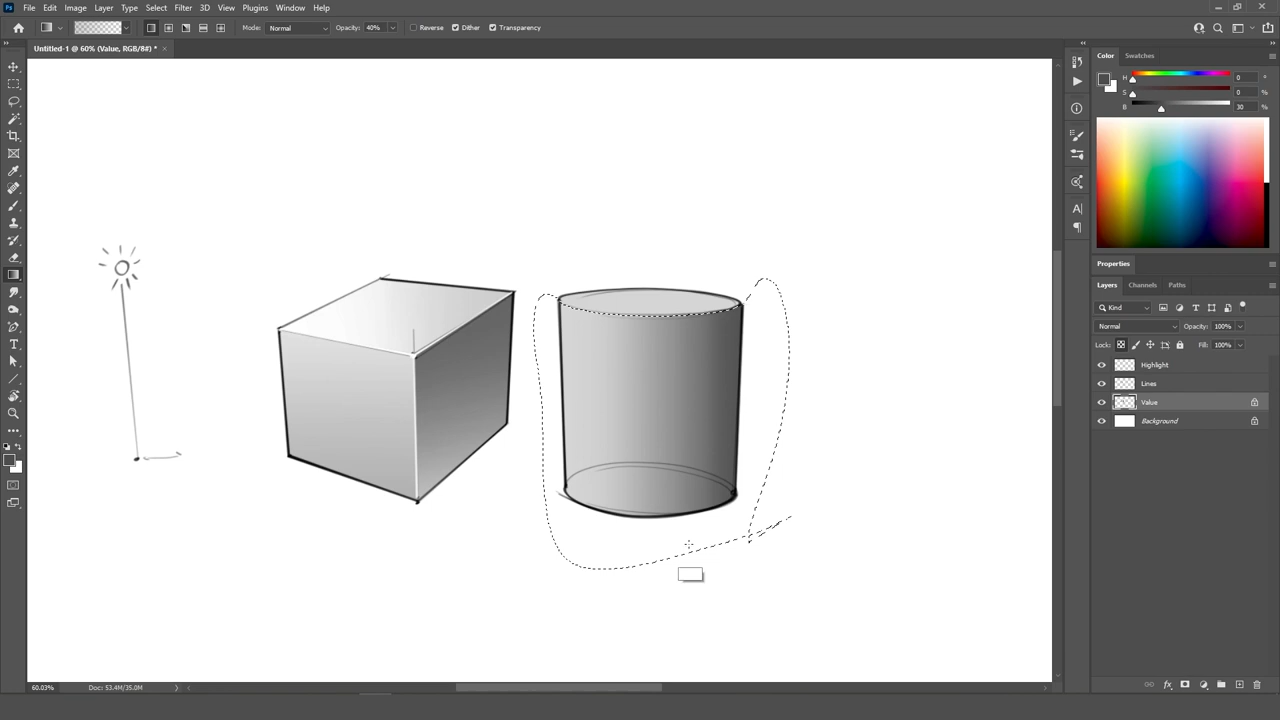 Ps File Edit Image Layer Type Select Filter 3D View Plugins Window Help
Mode: Normal Opacity: 40% Reverse Dither Transparency
Untitled-1 @ 60% (Value, RGB/8#) * ×
Color Swatches
H 0 °
S 0 %
B 30 %
Properties
Layers Channels Paths
Kind
Normal Opacity: 100%
Lock: Fill: 100%
Highlight
Lines
Value
Background
60.03% Doc: 53.4M/35.0M